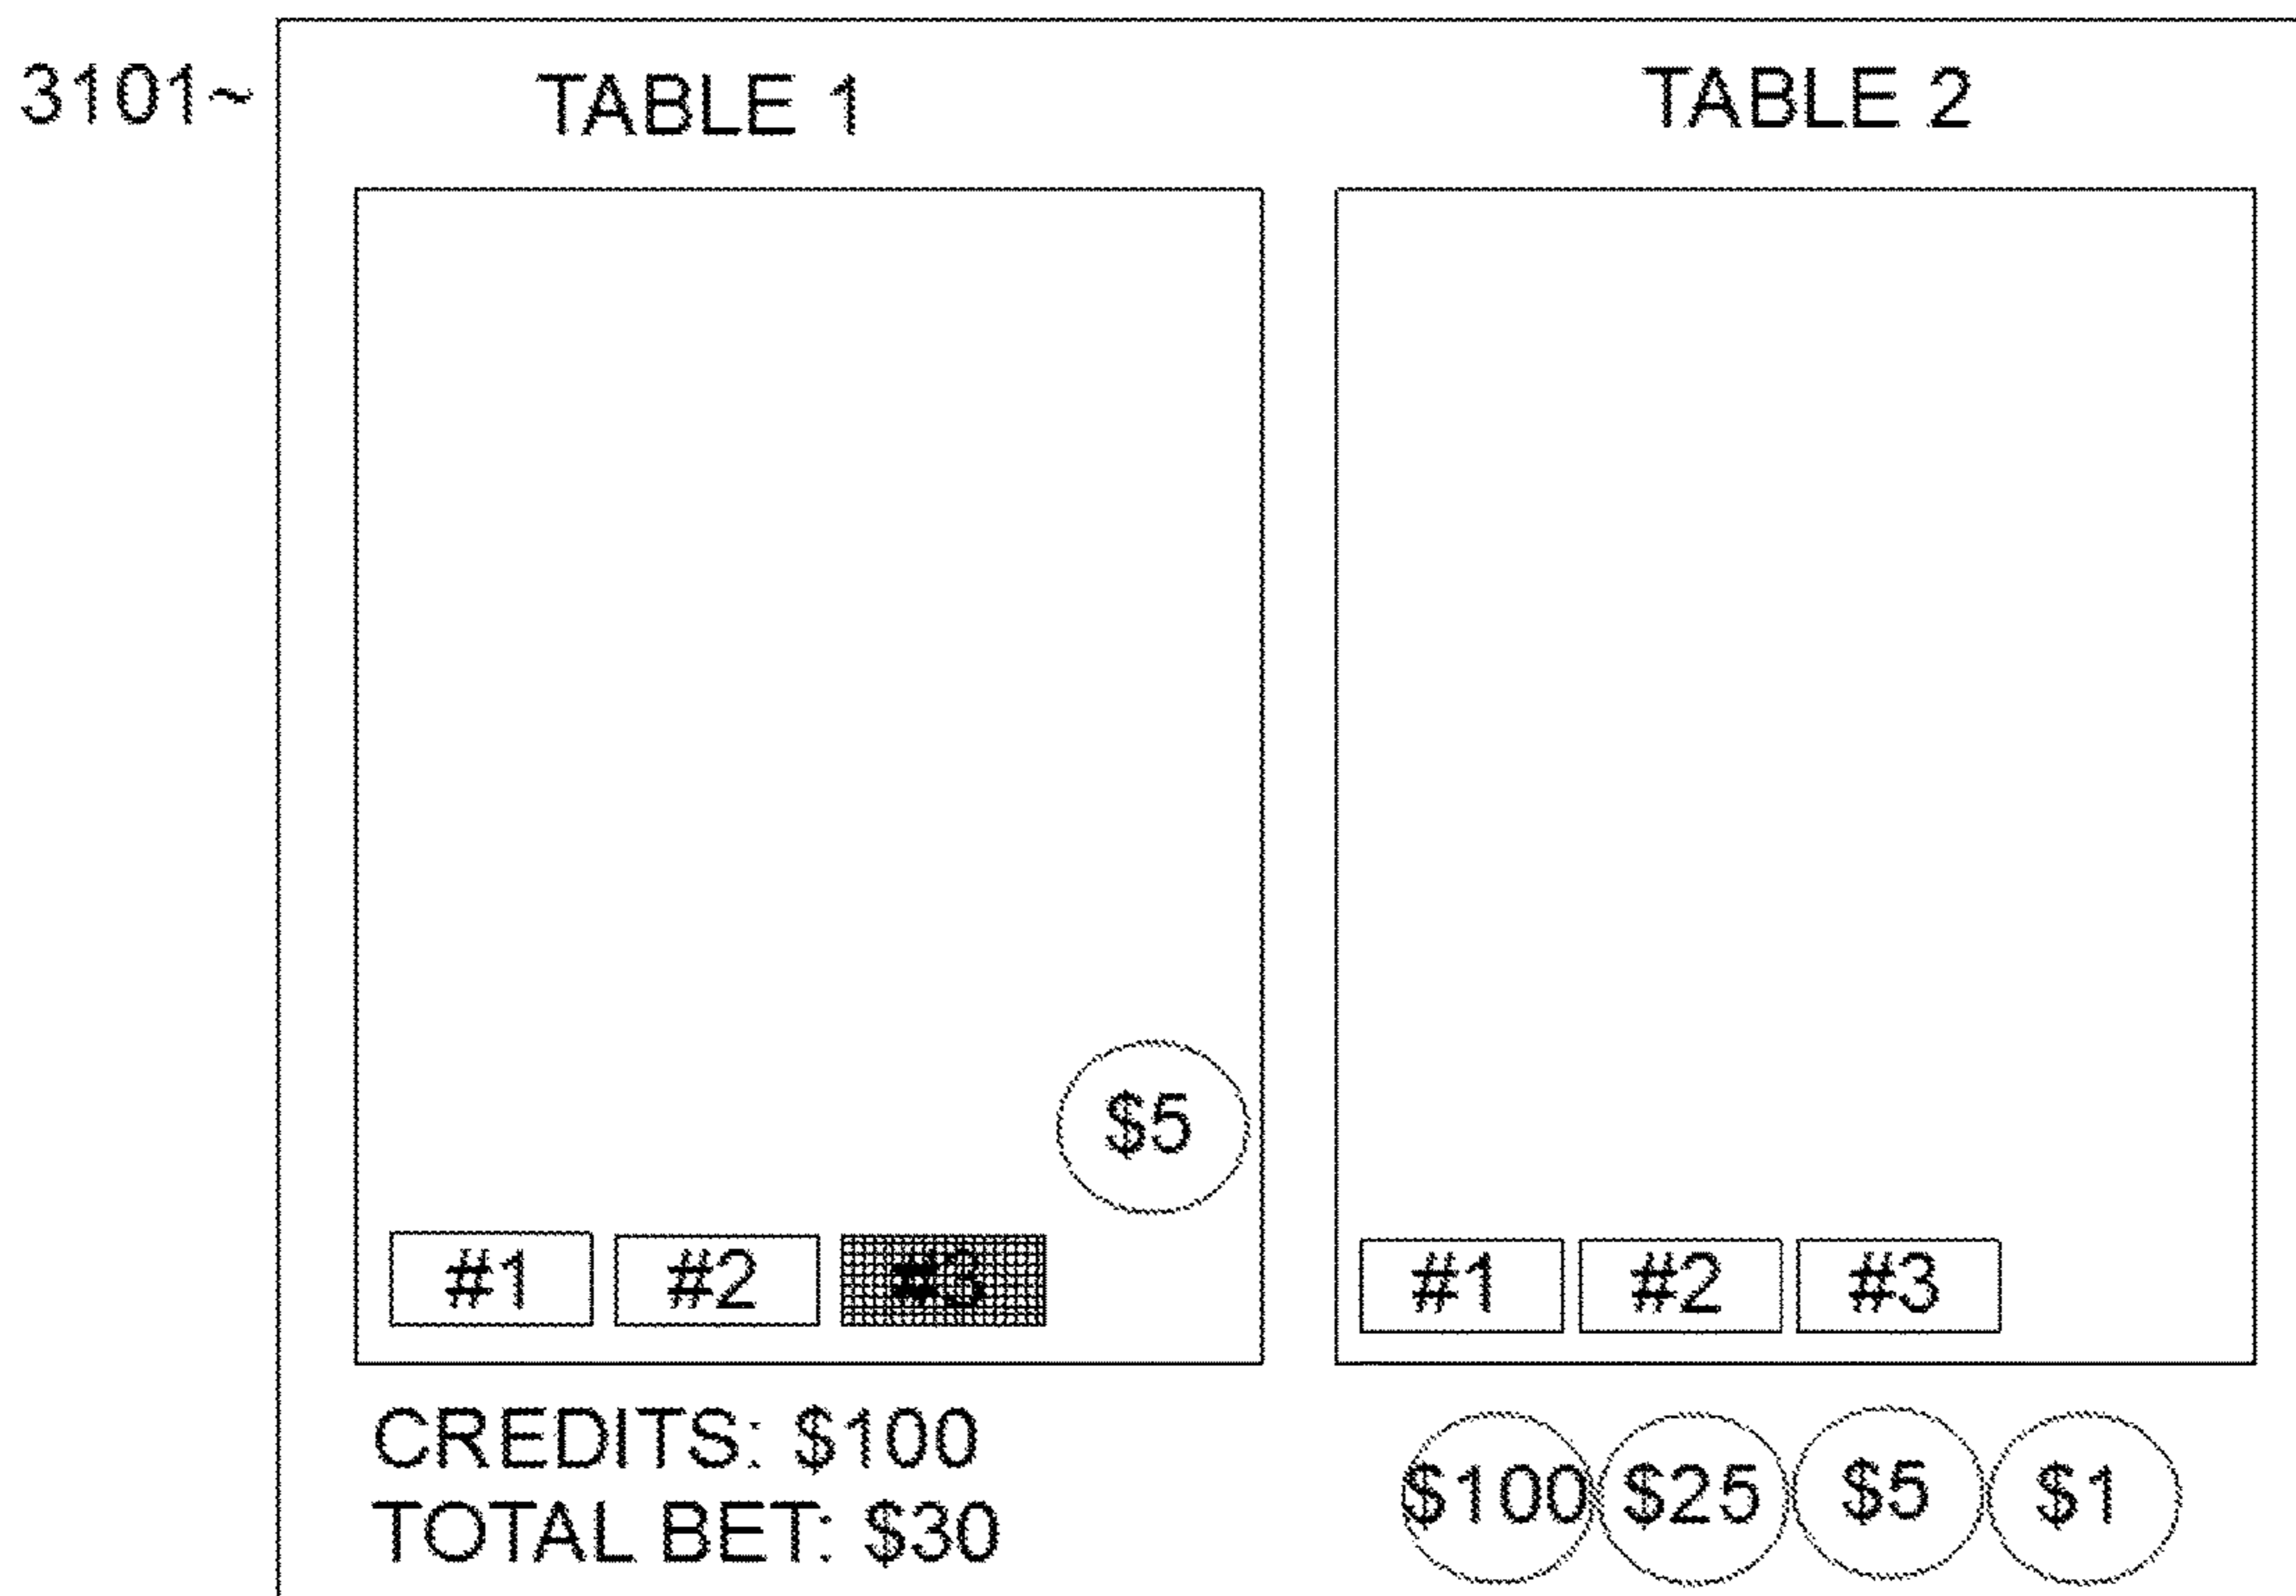 3101~
TABLE 1
TABLE 2
$5
#1 #2 #3
#1 #2 #3
CREDITS: $100
TOTAL BET: $30
$100 $25 $5 $1